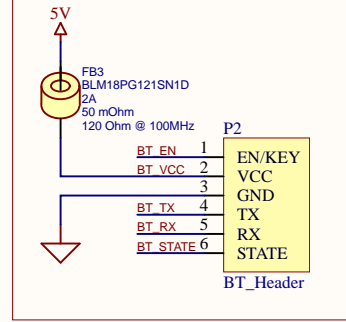 5V
FB3
BLM18PG121SN1D
2A
50 mOhm
120 Ohm @ 100MHz
P2
BT_EN 1 EN/KEY
BT_VCC 2 VCC
3 GND
BT_TX 4 TX
BT_RX 5 RX
BT_STATE 6 STATE
BT_Header